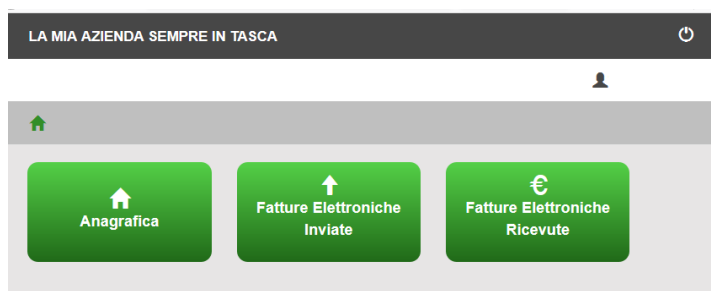 LA MIA AZIENDA SEMPRE IN TASCA
Anagrafica
Fatture Elettroniche
Inviate
€
Fatture Elettroniche
Ricevute